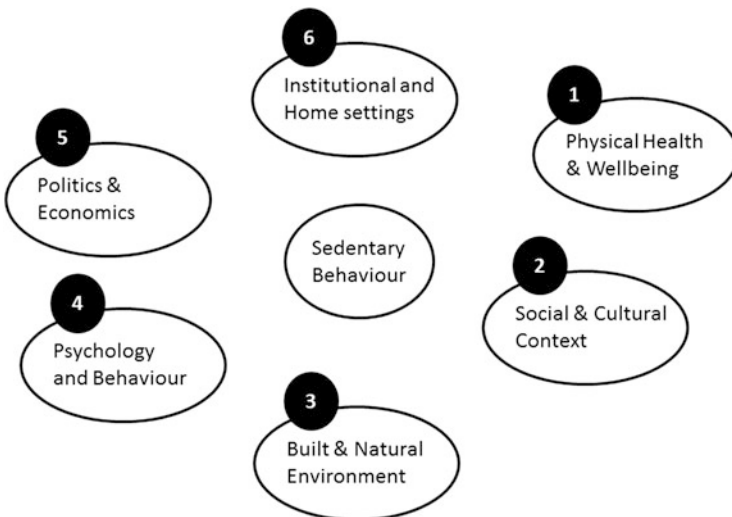 6
Institutional and
Home settings
1
Physical Health
& Wellbeing
5
Politics &
Economics
Sedentary
Behaviour
2
Social & Cultural
Context
4
Psychology
and Behaviour
3
Built & Natural
Environment